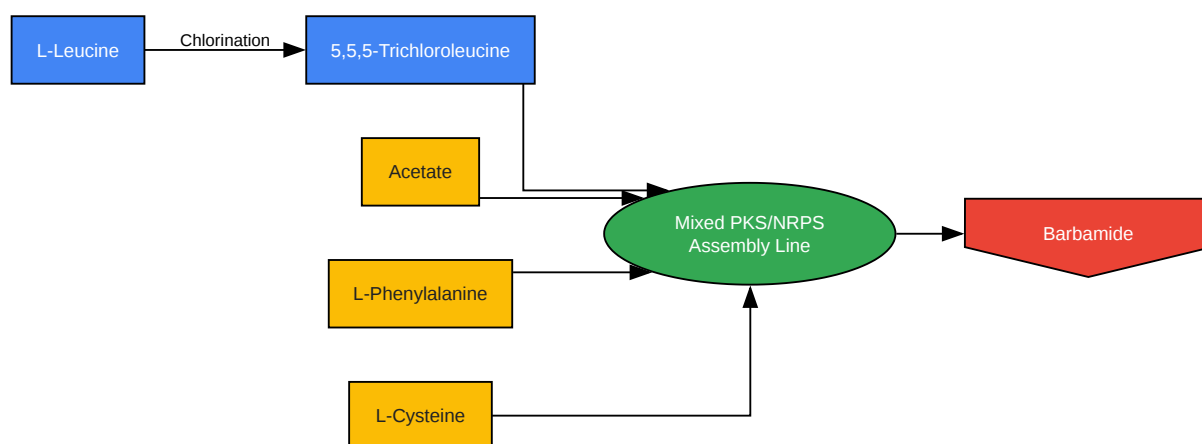 L-Leucine
Chlorination
5,5,5-Trichloroleucine
Acetate
Mixed PKS/NRPS
Assembly Line
Barbamide
L-Phenylalanine
L-Cysteine